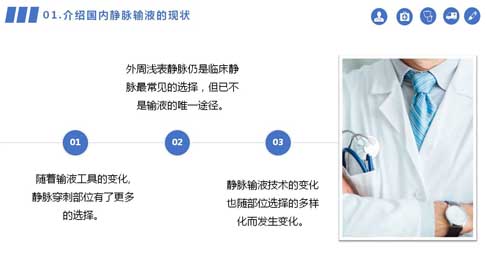 01.介绍国内静脉输液的现状
外周浅表静脉仍是临床静
脉最常见的选择，但已不
是输液的唯一途径。
01
02
03
随着输液工具的变化,
静脉穿刺部位有了更多
的选择。
静脉输液技术的变化
也随部位选择的多样
化而发生变化。